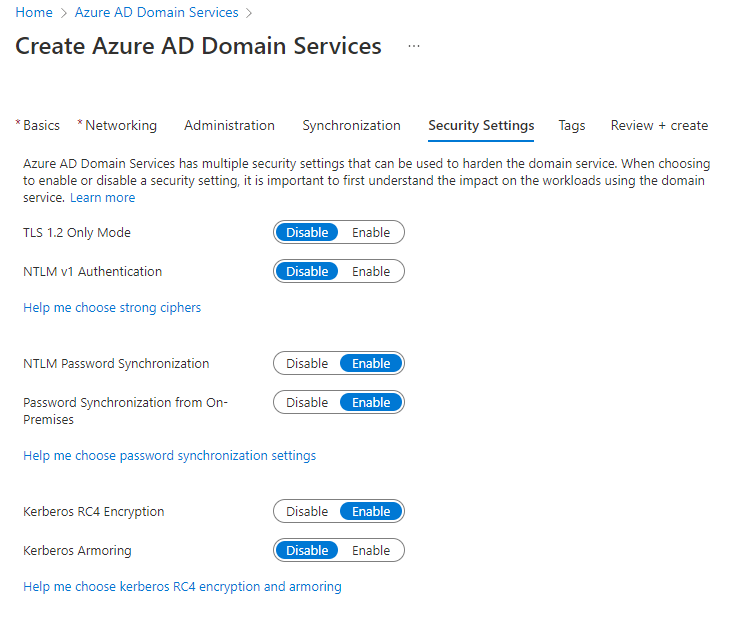 Home > Azure AD Domain Services >
Create Azure AD Domain Services ...
* Basics * Networking Administration Synchronization Security Settings Tags Review + create
Azure AD Domain Services has multiple security settings that can be used to harden the domain service. When choosing
to enable or disable a security setting, it is important to first understand the impact on the workloads using the domain
service. Learn more
TLS 1.2 Only Mode Disable Enable
NTLM v1 Authentication Disable Enable
Help me choose strong ciphers
NTLM Password Synchronization Disable Enable
Password Synchronization from On- Disable Enable
Premises
Help me choose password synchronization settings
Kerberos RC4 Encryption Disable Enable
Kerberos Armoring Disable Enable
Help me choose kerberos RC4 encryption and armoring